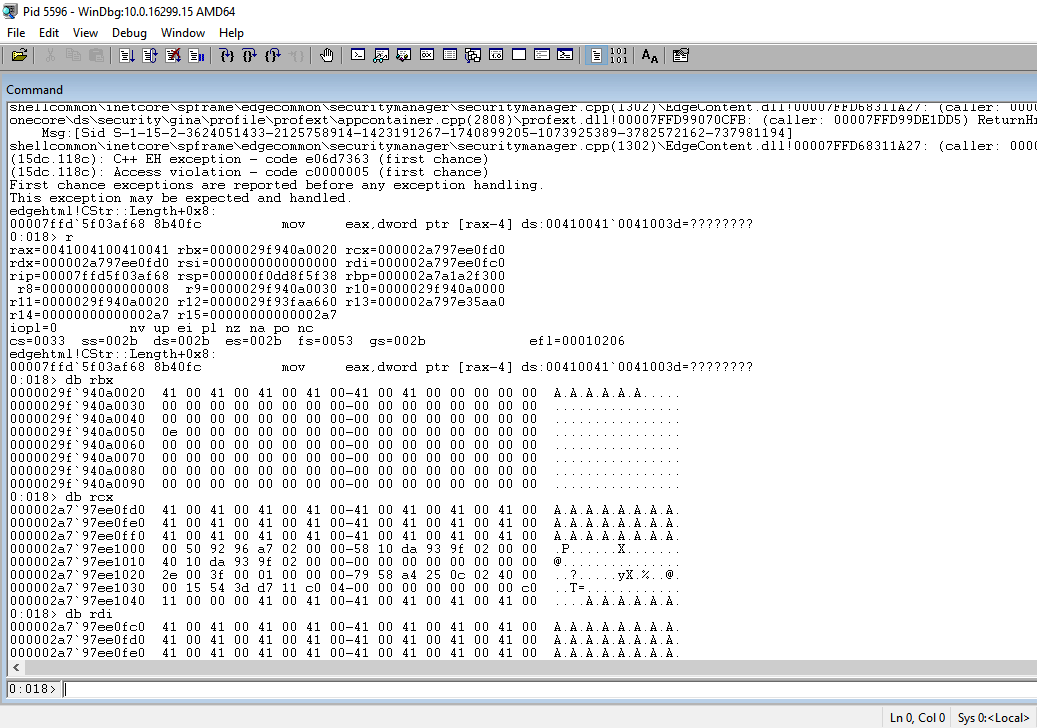 Pid 5596 - WinDbg:10.0.16299.15 AMD64
File Edit View Debug Window Help
Command
shellcommon\inetcore\spframe\edgecommon\securitymanager\securitymanager.cpp(1302)\EdgeContent.dll!00007FFD68311A27: (caller: 000
onecore\ds\security\gina\profile\profext\appcontainer.cpp(2808)\profext.dll!00007FFD99070CFB: (caller: 00007FFD99DE1DD5) ReturnHr
Msg:[Sid S-1-15-2-3624051433-2125758914-1423191267-1740899205-1073925389-3782572162-737981194]
shellcommon\inetcore\spframe\edgecommon\securitymanager\securitymanager.cpp(1302)\EdgeContent.dll!00007FFD68311A27: (caller: 000
(15dc.118c): C++ EH exception - code e06d7363 (first chance)
(15dc.118c): Access violation - code c0000005 (first chance)
First chance exceptions are reported before any exception handling.
This exception may be expected and handled.
edgehtml!CStr::Length+0x8:
00007ffd`5f03af68 8b40fc mov eax,dword ptr [rax-4] ds:00410041`0041003d=????????
0:018> r
rax=0041004100410041 rbx=0000029f940a0020 rcx=000002a797ee0fd0
rdx=000002a797ee0fd0 rsi=0000000000000000 rdi=000002a797ee0fc0
rip=00007ffd5f03af68 rsp=000000f0dd8f5f38 rbp=000002a7a1a2f300
r8=0000000000000008 r9=0000029f940a0030 r10=0000029f940a0000
r11=0000029f940a0020 r12=0000029f93faa660 r13=000002a797e35aa0
r14=00000000000002a7 r15=00000000000002a7
iopl=0 nv up ei pl nz na po nc
cs=0033 ss=002b ds=002b es=002b fs=0053 gs=002b efl=00010206
edgehtml!CStr::Length+0x8:
00007ffd`5f03af68 8b40fc mov eax,dword ptr [rax-4] ds:00410041`0041003d=????????
0:018> db rbx
0000029f`940a0020 41 00 41 00 41 00 41 00-41 00 41 00 00 00 00 00 A.A.A.A.A.A.....
0000029f`940a0030 00 00 00 00 00 00 00 00-00 00 00 00 00 00 00 00 ................
0000029f`940a0040 00 00 00 00 00 00 00 00-00 00 00 00 00 00 00 00 ................
0000029f`940a0050 0e 00 00 00 00 00 00 00-00 00 00 00 00 00 00 00 ................
0000029f`940a0060 00 00 00 00 00 00 00 00-00 00 00 00 00 00 00 00 ................
0000029f`940a0070 00 00 00 00 00 00 00 00-00 00 00 00 00 00 00 00 ................
0000029f`940a0080 00 00 00 00 00 00 00 00-00 00 00 00 00 00 00 00 ................
0000029f`940a0090 00 00 00 00 00 00 00 00-00 00 00 00 00 00 00 00 ................
0:018> db rcx
000002a7`97ee0fd0 41 00 41 00 41 00 41 00-41 00 41 00 41 00 41 00 A.A.A.A.A.A.A.A.
000002a7`97ee0fe0 41 00 41 00 41 00 41 00-41 00 41 00 41 00 41 00 A.A.A.A.A.A.A.A.
000002a7`97ee0ff0 41 00 41 00 41 00 41 00-41 00 41 00 41 00 41 00 A.A.A.A.A.A.A.A.
000002a7`97ee1000 00 50 92 96 a7 02 00 00-58 10 da 93 9f 02 00 00 .P......X.......
000002a7`97ee1010 40 10 da 93 9f 02 00 00-00 00 00 00 00 00 00 00 @...............
000002a7`97ee1020 2e 00 3f 00 01 00 00 00-79 58 a4 25 0c 02 40 00 ..?.....yX.%..@.
000002a7`97ee1030 00 15 54 3d d7 11 c0 04-00 00 00 00 00 00 00 c0 ..T=............
000002a7`97ee1040 11 00 00 00 41 00 41 00-41 00 41 00 41 00 41 00 ....A.A.A.A.A.A.
0:018> db rdi
000002a7`97ee0fc0 41 00 41 00 41 00 41 00-41 00 41 00 41 00 41 00 A.A.A.A.A.A.A.A.
000002a7`97ee0fd0 41 00 41 00 41 00 41 00-41 00 41 00 41 00 41 00 A.A.A.A.A.A.A.A.
000002a7`97ee0fe0 41 00 41 00 41 00 41 00-41 00 41 00 41 00 41 00 A.A.A.A.A.A.A.A.
0:018>
Ln 0, Col 0 Sys 0:<Local>